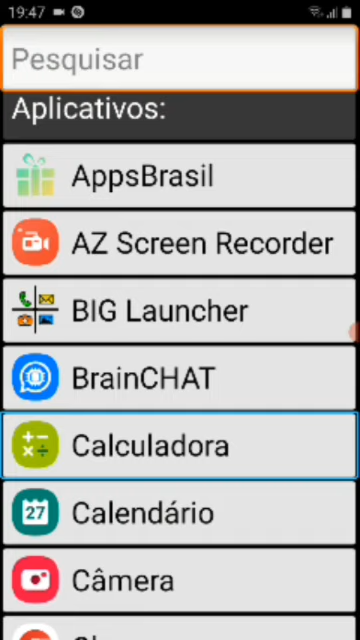 19:47
Pesquisar
Aplicativos:
AppsBrasil
AZ Screen Recorder
BIG Launcher
BrainCHAT
Calculadora
27
Calendário
Câmera